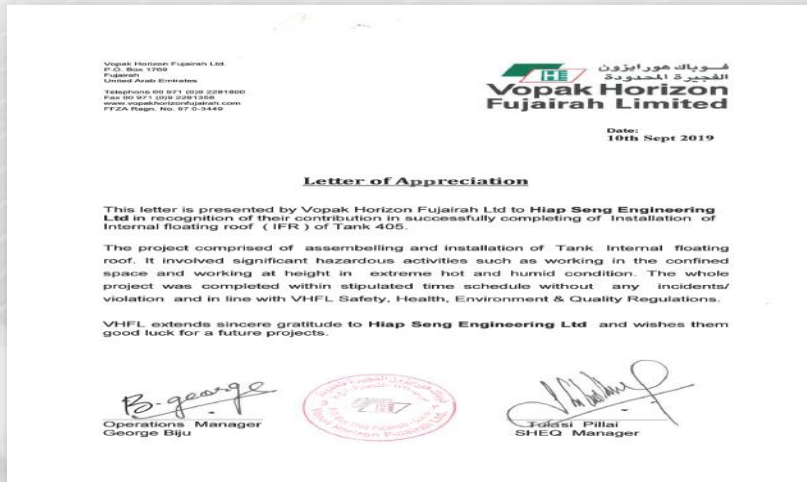 Vopak Horizon Fujairah Ltd.
P.O. Box 1769
Fujairah
United Arab Emirates
Telephone 00 971 (0)9 2281800
Fax 00 971 (0)9 2281358
www.vopakhorizonfujairah.com
FFZA Regn. No. 97 0-3449
فوباك هورايزون
الفجيرة المحدودة
Vopak Horizon
Fujairah Limited
Date:
10th Sept 2019
Letter of Appreciation
This letter is presented by Vopak Horizon Fujairah Ltd to Hiap Seng Engineering
Ltd in recognition of their contribution in successfully completing of Installation of
Internal floating roof ( IFR ) of Tank 405.
The project comprised of assembeiling and installation of Tank Internal floating
roof. It involved significant hazardous activities such as working in the confined
space and working at height in extreme hot and humid condition. The whole
project was completed within stipulated time schedule without any incidents/
violation and in line with VHFL Safety, Health, Environment & Quality Regulations.
VHFL extends sincere gratitude to Hiap Seng Engineering Ltd and wishes them
good luck for a future projects.
B. george
Operations Manager
George Biju
Tulasi Pillai
SHEQ Manager